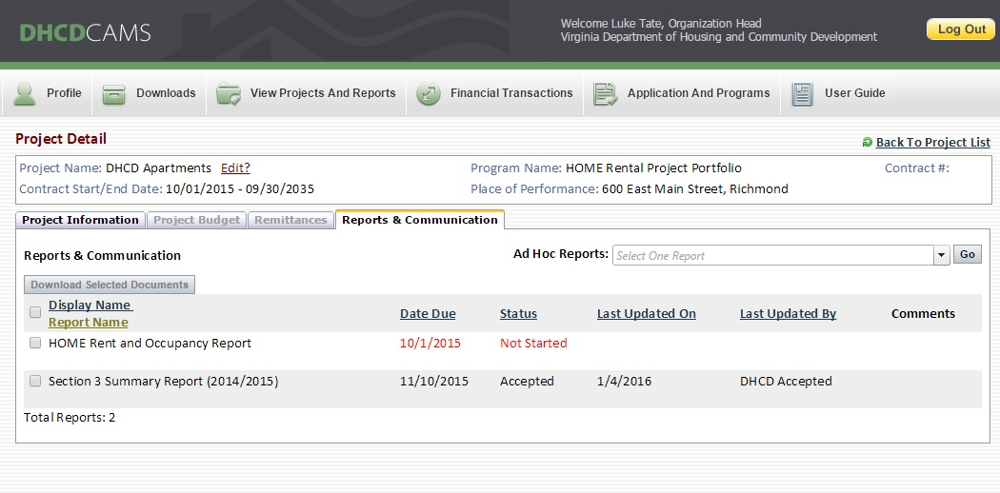 DHCDCAMS
Welcome Luke Tate, Organization Head
Virginia Department of Housing and Community Development
Log Out
Profile
Downloads
View Projects And Reports
Financial Transactions
Application And Programs
User Guide
Project Detail
Back To Project List
Project Name: DHCD Apartments Edit?
Program Name: HOME Rental Project Portfolio
Contract #:
Contract Start/End Date: 10/01/2015 - 09/30/2035
Place of Performance: 600 East Main Street, Richmond
Project Information
Project Budget
Remittances
Reports & Communication
Reports & Communication
Ad Hoc Reports: Select One Report Go
Download Selected Documents
Display Name
Report Name
Date Due
Status
Last Updated On
Last Updated By
Comments
HOME Rent and Occupancy Report 10/1/2015 Not Started
Section 3 Summary Report (2014/2015) 11/10/2015 Accepted 1/4/2016 DHCD Accepted
Total Reports: 2